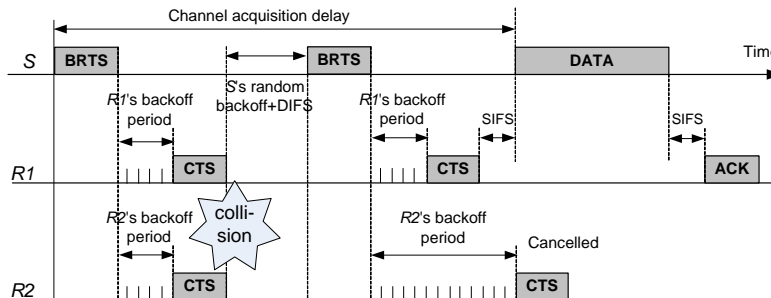 Channel acquisition delay
S
BRTS
BRTS
DATA
Time
R1's backoff
period
S's random
backoff+DIFS
R1's backoff
period
SIFS
SIFS
R1
CTS
CTS
ACK
R2's backoff
period
colli-
sion
R2's backoff
period
Cancelled
R2
CTS
CTS